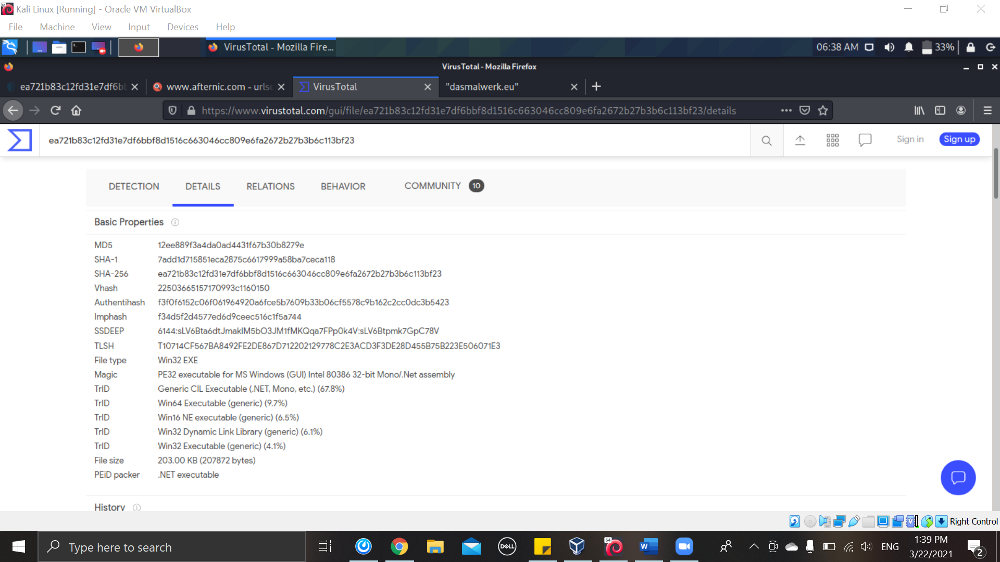 Kali Linux [Running] - Oracle VM VirtualBox
File Machine View Input Devices Help
VirusTotal - Mozilla Fire... 06:38 AM 33%
VirusTotal - Mozilla Firefox
ea721b83c12fd31e7df6bb www.afternic.com - urlsc VirusTotal "dasmalwerk.eu"
https://www.virustotal.com/gui/file/ea721b83c12fd31e7df6bbf8d1516c663046cc809e6fa2672b27b3b6c113bf23/details
ea721b83c12fd31e7df6bbf8d1516c663046cc809e6fa2672b27b3b6c113bf23 Sign in Sign up
DETECTION DETAILS RELATIONS BEHAVIOR COMMUNITY 10
Basic Properties
MD5 12ee889f3a4da0ad4431f67b30b8279e
SHA-1 7add1d715851eca2875c6617999a58ba7ceca118
SHA-256 ea721b83c12fd31e7df6bbf8d1516c663046cc809e6fa2672b27b3b6c113bf23
Vhash 22503665157170993c1160150
Authentihash f3f0f6152c06f061964920a6fce5b7609b33b06cf5578c9b162c2cc0dc3b5423
Imphash f34d5f2d4577ed6d9ceec516c1f5a744
SSDEEP 6144:sLV6Bta6dtJmakIM5bO3JM1fMKQqa7FPp0k4V:sLV6Btpmk7GpC78V
TLSH T10714CF567BA8492FE2DE867D712202129778C2E3ACD3F3DE28D455B75B223E506071E3
File type Win32 EXE
Magic PE32 executable for MS Windows (GUI) Intel 80386 32-bit Mono/.Net assembly
TrID Generic CIL Executable (.NET, Mono, etc.) (67.8%)
TrID Win64 Executable (generic) (9.7%)
TrID Win16 NE executable (generic) (6.5%)
TrID Win32 Dynamic Link Library (generic) (6.1%)
TrID Win32 Executable (generic) (4.1%)
File size 203.00 KB (207872 bytes)
PEiD packer .NET executable
History
Right Control
Type here to search DELL 64 W ENG 1:39 PM
3/22/2021 2